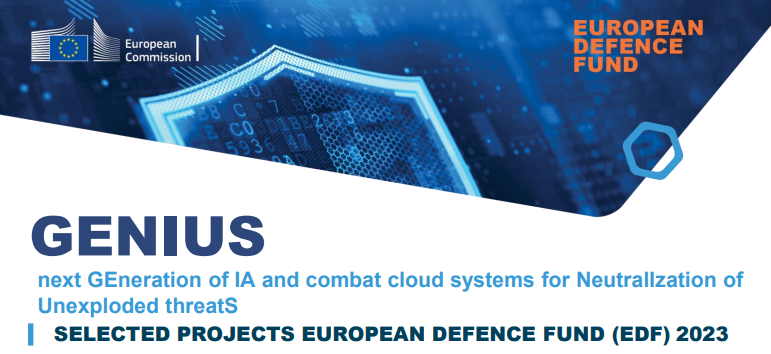 European
Commission
EUROPEAN
DEFENCE
FUND
GENIUS
next GEneration of IA and combat cloud systems for NeutralIzation of
Unexploded threatS
SELECTED PROJECTS EUROPEAN DEFENCE FUND (EDF) 2023